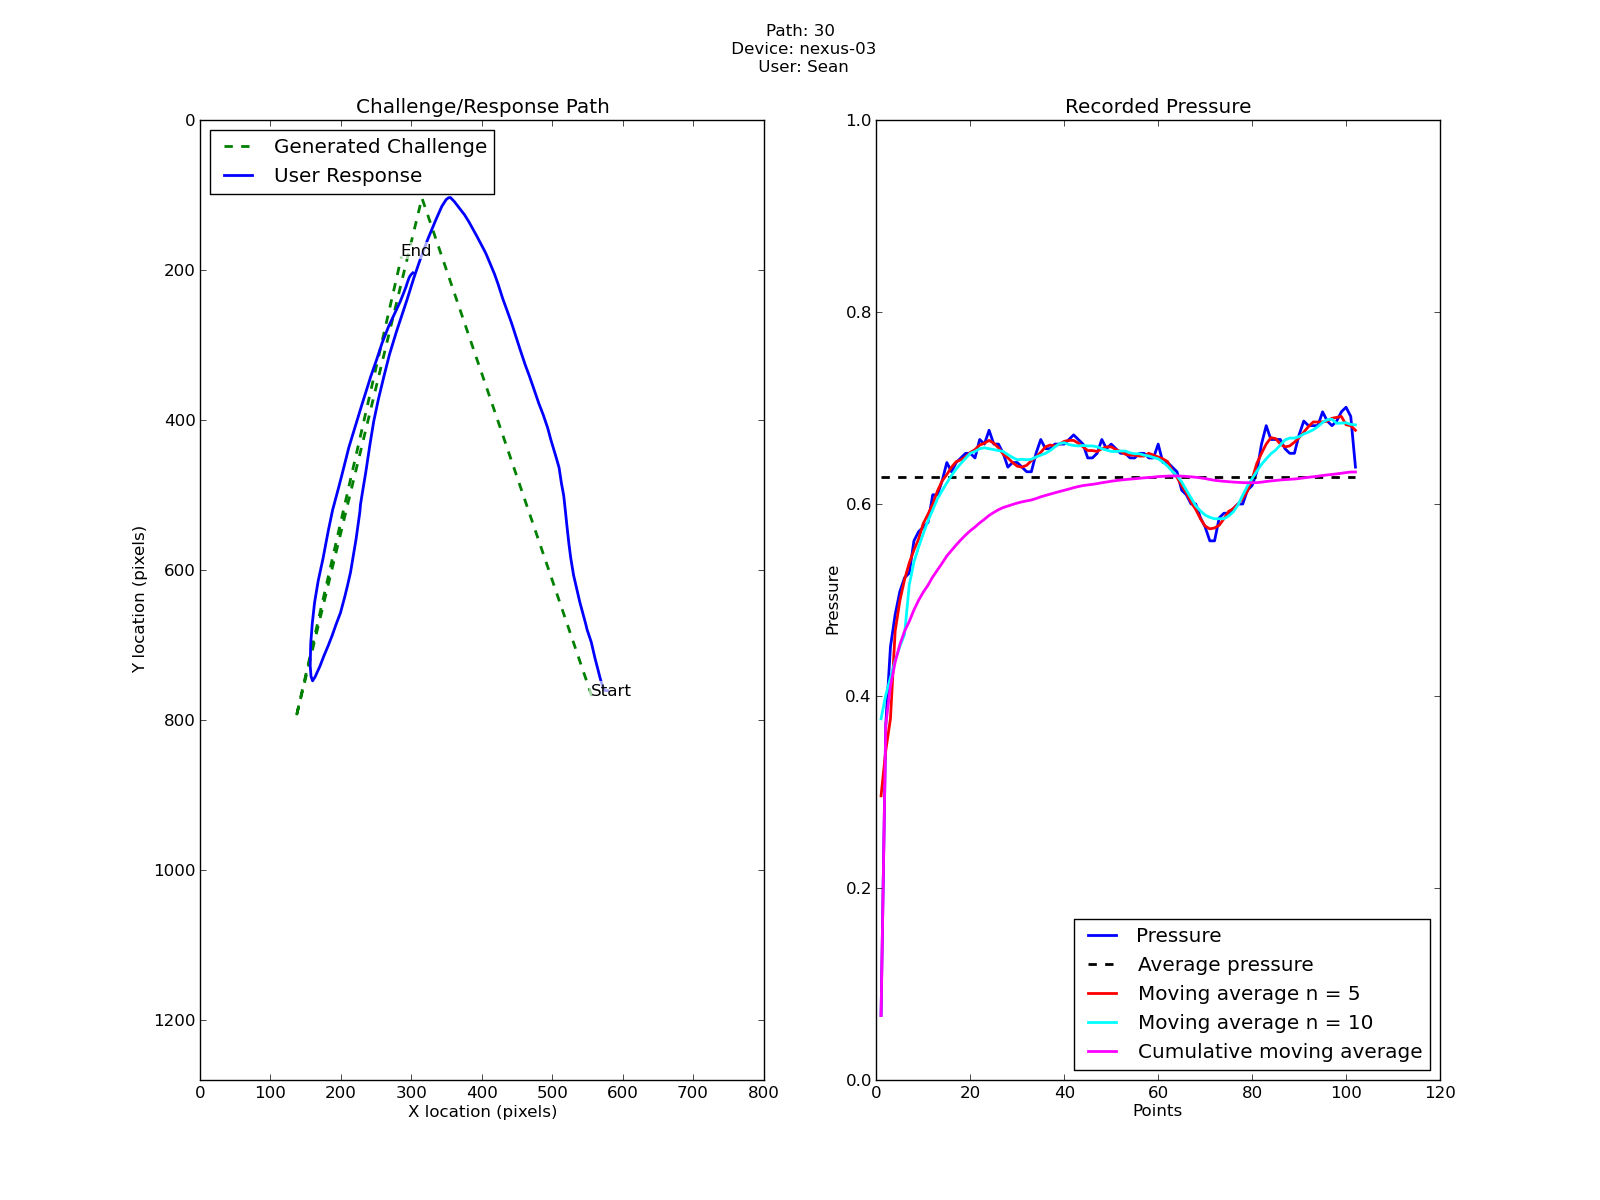 Path: 30
Device: nexus-03
User: Sean
Challenge/Response Path
Generated Challenge
User Response
End
Start
0
200
400
600
800
1000
1200
Y location (pixels)
0 100 200 300 400 500 600 700 800
X location (pixels)
Recorded Pressure
1.0
0.8
0.6
0.4
0.2
0.0
Pressure
Pressure
Average pressure
Moving average n = 5
Moving average n = 10
Cumulative moving average
0 20 40 60 80 100 120
Points